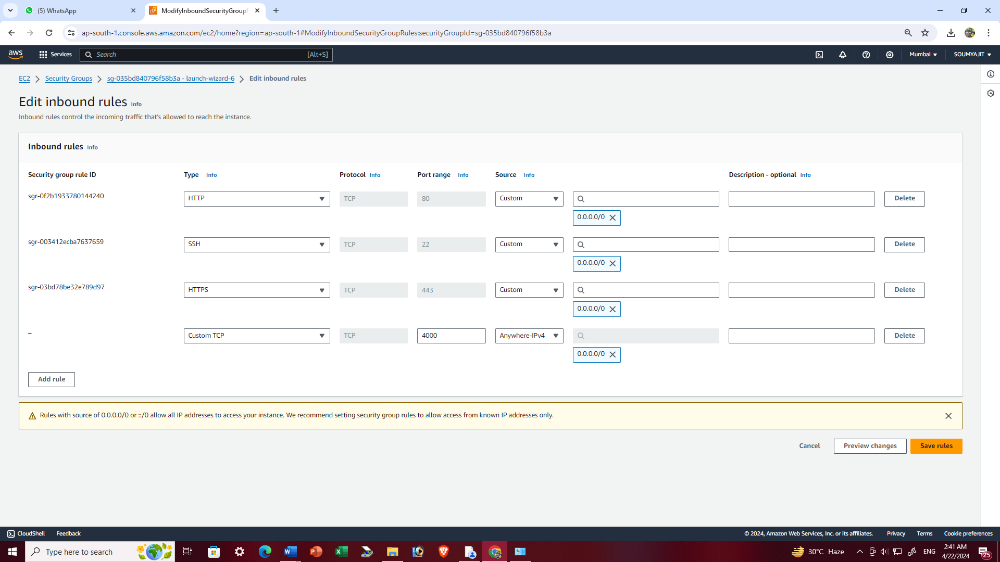 (5) WhatsApp
ModifyInboundSecurityGroupR
ap-south-1.console.aws.amazon.com/ec2/home?region=ap-south-1#ModifyInboundSecurityGroupRules:securityGroupId=sg-035bd840796f58b3a
aws Services Search [Alt+S] Mumbai SOUMYAJIT
EC2 Security Groups sg-035bd840796f58b3a - launch-wizard-6 Edit inbound rules
Edit inbound rules Info
Inbound rules control the incoming traffic that's allowed to reach the instance.
Inbound rules Info
Security group rule ID Type Info Protocol Info Port range Info Source Info Description - optional Info
sgr-0f2b1933780144240 HTTP TCP 80 Custom Delete
0.0.0.0/0
sgr-003412ecba7637659 SSH TCP 22 Custom Delete
0.0.0.0/0
sgr-03bd78be32e789d97 HTTPS TCP 443 Custom Delete
0.0.0.0/0
– Custom TCP TCP 4000 Anywhere-IPv4 Delete
0.0.0.0/0
Add rule
Rules with source of 0.0.0.0/0 or ::/0 allow all IP addresses to access your instance. We recommend setting security group rules to allow access from known IP addresses only.
Cancel Preview changes Save rules
CloudShell Feedback © 2024, Amazon Web Services, Inc. or its affiliates. Privacy Terms Cookie preferences
Type here to search 30°C Haze ENG 2:41 AM
4/22/2024 25